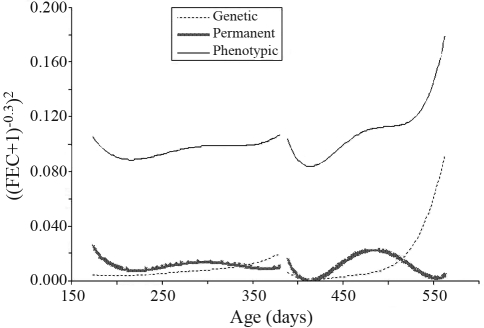 0.200
Genetic
Permanent
Phenotypic
0.160
0.120
0.080
0.040
0.000
((FEC+1)^-0.3)^2
150 250 350 450 550
Age (days)